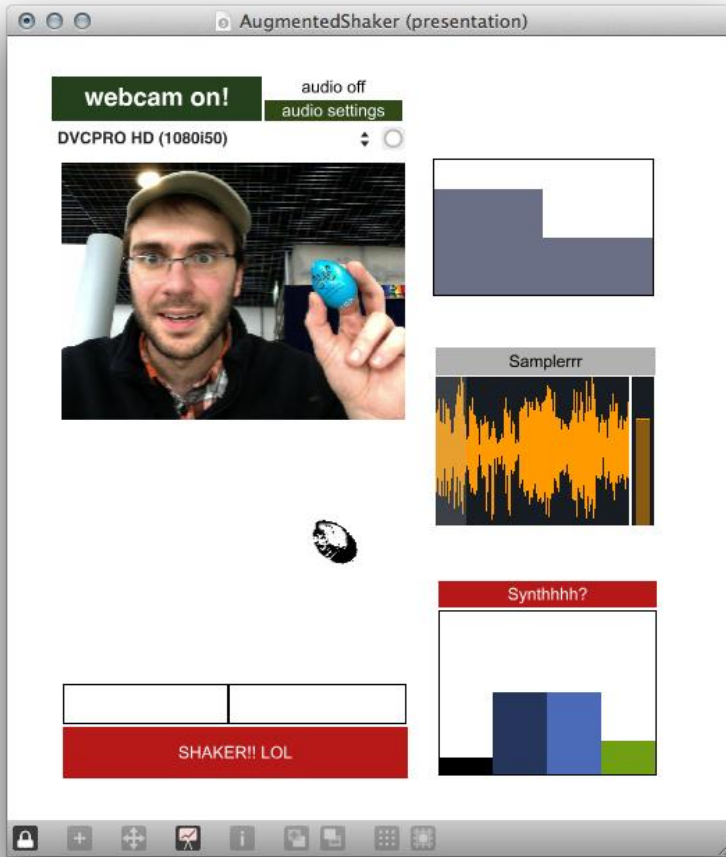 AugmentedShaker (presentation)
webcam on!
audio off
audio settings
DVCPRO HD (1080i50)
Samplerrr
Synthhhh?
SHAKER!! LOL